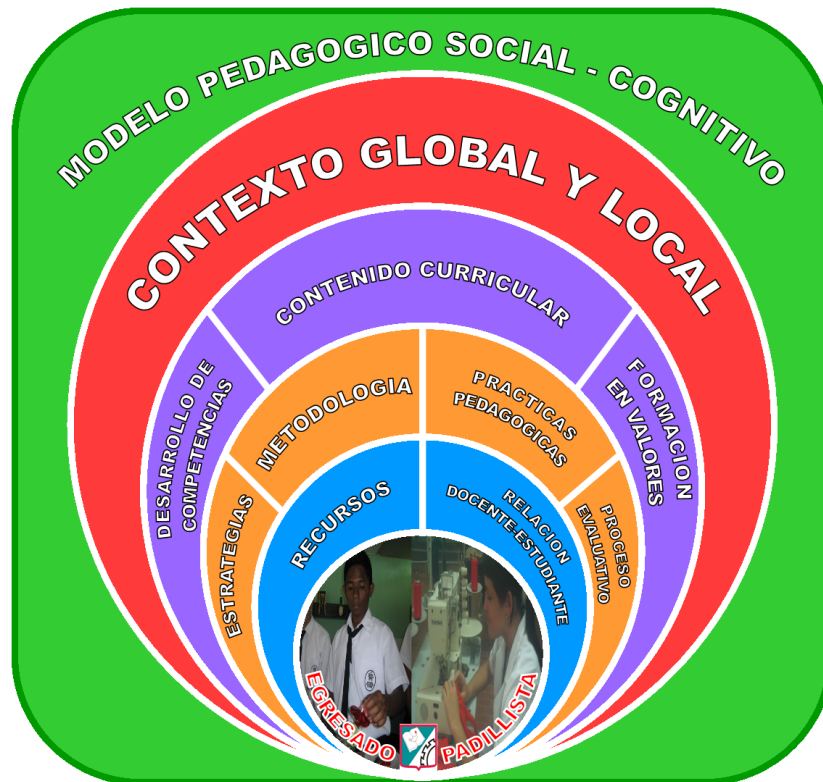 MODELO PEDAGOGICO SOCIAL - COGNITIVO
CONTEXTO GLOBAL Y LOCAL
CONTENIDO CURRICULAR
DESARROLLO DE
COMPETENCIAS
FORMACION
EN VALORES
METODOLOGIA
PRACTICAS
PEDAGOGICAS
ESTRATEGIAS
PROCESO
EVALUATIVO
RECURSOS
RELACION
DOCENTE-ESTUDIANTE
EGRESADO PADILLISTA